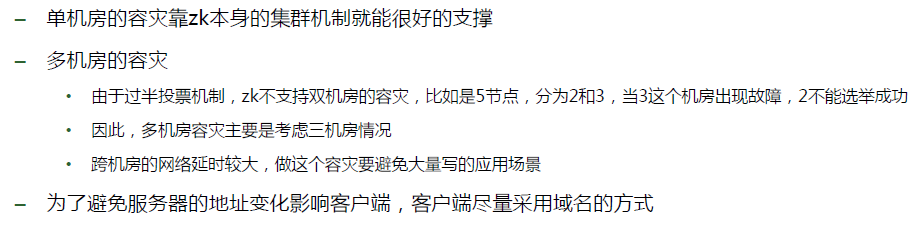 – 单机房的容灾靠zk本身的集群机制就能很好的支撑
– 多机房的容灾
• 由于过半投票机制，zk不支持双机房的容灾，比如是5节点，分为2和3，当3这个机房出现故障，2不能选举成功
• 因此，多机房容灾主要是考虑三机房情况
• 跨机房的网络延时较大，做这个容灾要避免大量写的应用场景
– 为了避免服务器的地址变化影响客户端，客户端尽量采用域名的方式